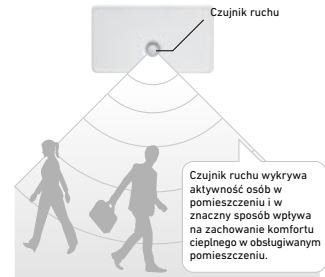 Czujnik ruchu
Czujnik ruchu wykrywa
aktywność osób w
pomieszczeniu i w
znaczny sposób wpływa
na zachowanie komfortu
cieplnego w obsługiwanym
pomieszczeniu.